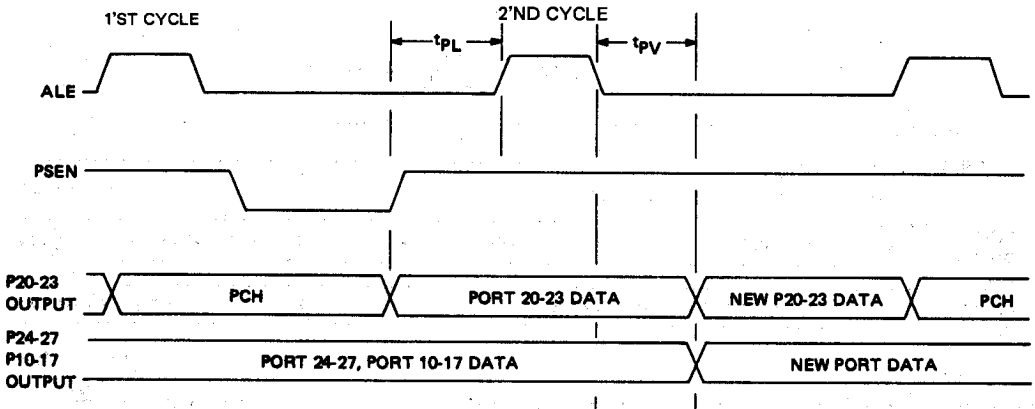 1'ST CYCLE
2'ND CYCLE
tPL
tPV
ALE
PSEN
P20-23
OUTPUT
PCH
PORT 20-23 DATA
NEW P20-23 DATA
PCH
P24-27
P10-17
OUTPUT
PORT 24-27, PORT 10-17 DATA
NEW PORT DATA